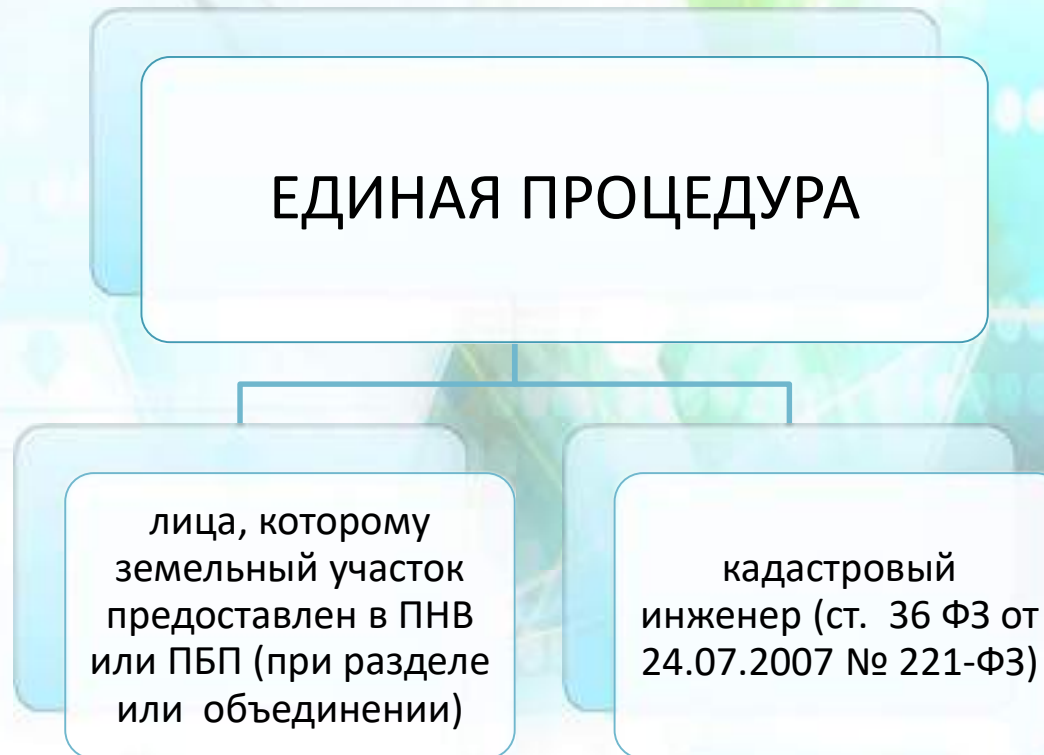 ЕДИНАЯ ПРОЦЕДУРА
лица, которому
земельный участок
предоставлен в ПНВ
или ПБП (при разделе
или объединении)
кадастровый
инженер (ст. 36 ФЗ от
24.07.2007 № 221-ФЗ)